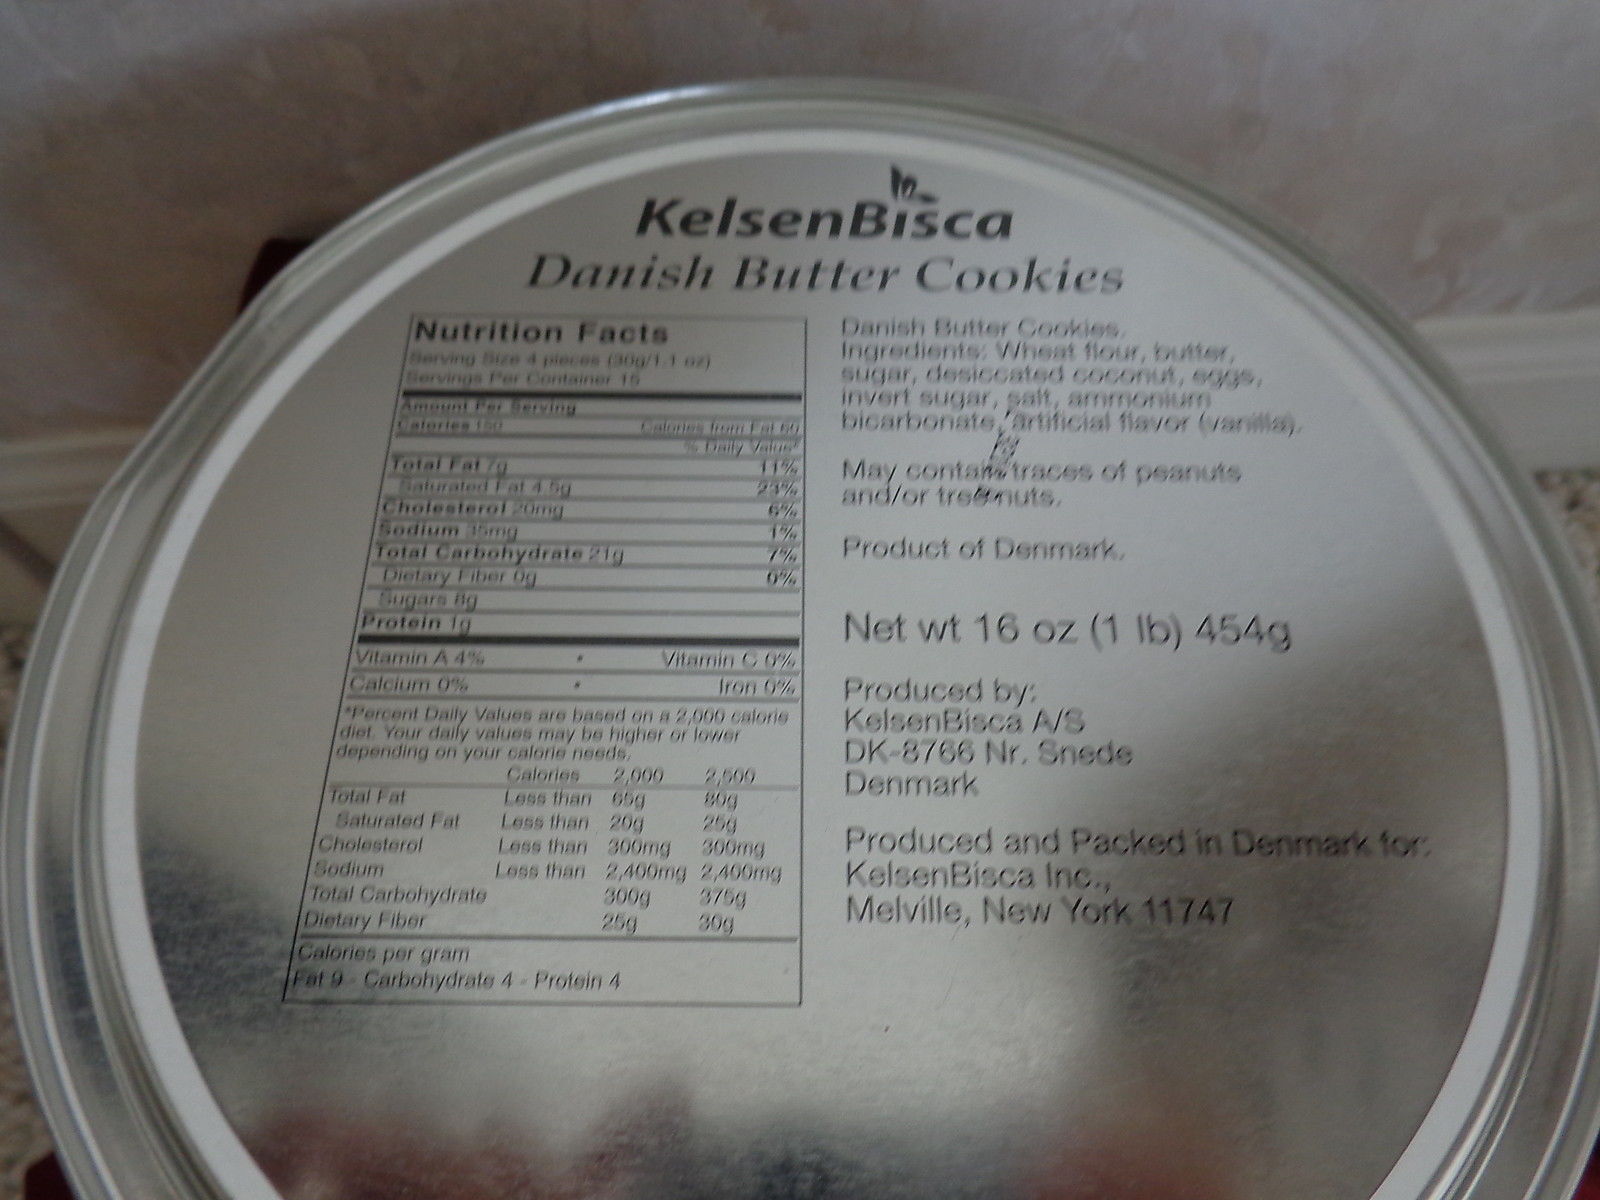 KelsenBisca
Danish Butter Cookies
Nutrition Facts
Serving Size 4 pieces (30g/1.1 oz)
Servings Per Container 15
Amount Per Serving
Calories 150 Calories from Fat 60
% Daily Value*
Total Fat 7g 11%
Saturated Fat 4.5g 23%
Cholesterol 20mg 6%
Sodium 35mg 1%
Total Carbohydrate 21g 7%
Dietary Fiber 0g 0%
Sugars 8g
Protein 1g
Vitamin A 4% • Vitamin C 0%
Calcium 0% • Iron 0%
*Percent Daily Values are based on a 2,000 calorie
diet. Your daily values may be higher or lower
depending on your calorie needs.
Calories 2,000 2,500
Total Fat Less than 65g 80g
Saturated Fat Less than 20g 25g
Cholesterol Less than 300mg 300mg
Sodium Less than 2,400mg 2,400mg
Total Carbohydrate 300g 375g
Dietary Fiber 25g 30g
Calories per gram
Fat 9 - Carbohydrate 4 - Protein 4
Danish Butter Cookies.
Ingredients: Wheat flour, butter,
sugar, desiccated coconut, eggs,
invert sugar, salt, ammonium
bicarbonate, artificial flavor (vanilla).
May contain traces of peanuts
and/or tree nuts.
Product of Denmark.
Net wt 16 oz (1 lb) 454g
Produced by:
KelsenBisca A/S
DK-8766 Nr. Snede
Denmark
Produced and Packed in Denmark for:
KelsenBisca Inc.,
Melville, New York 11747